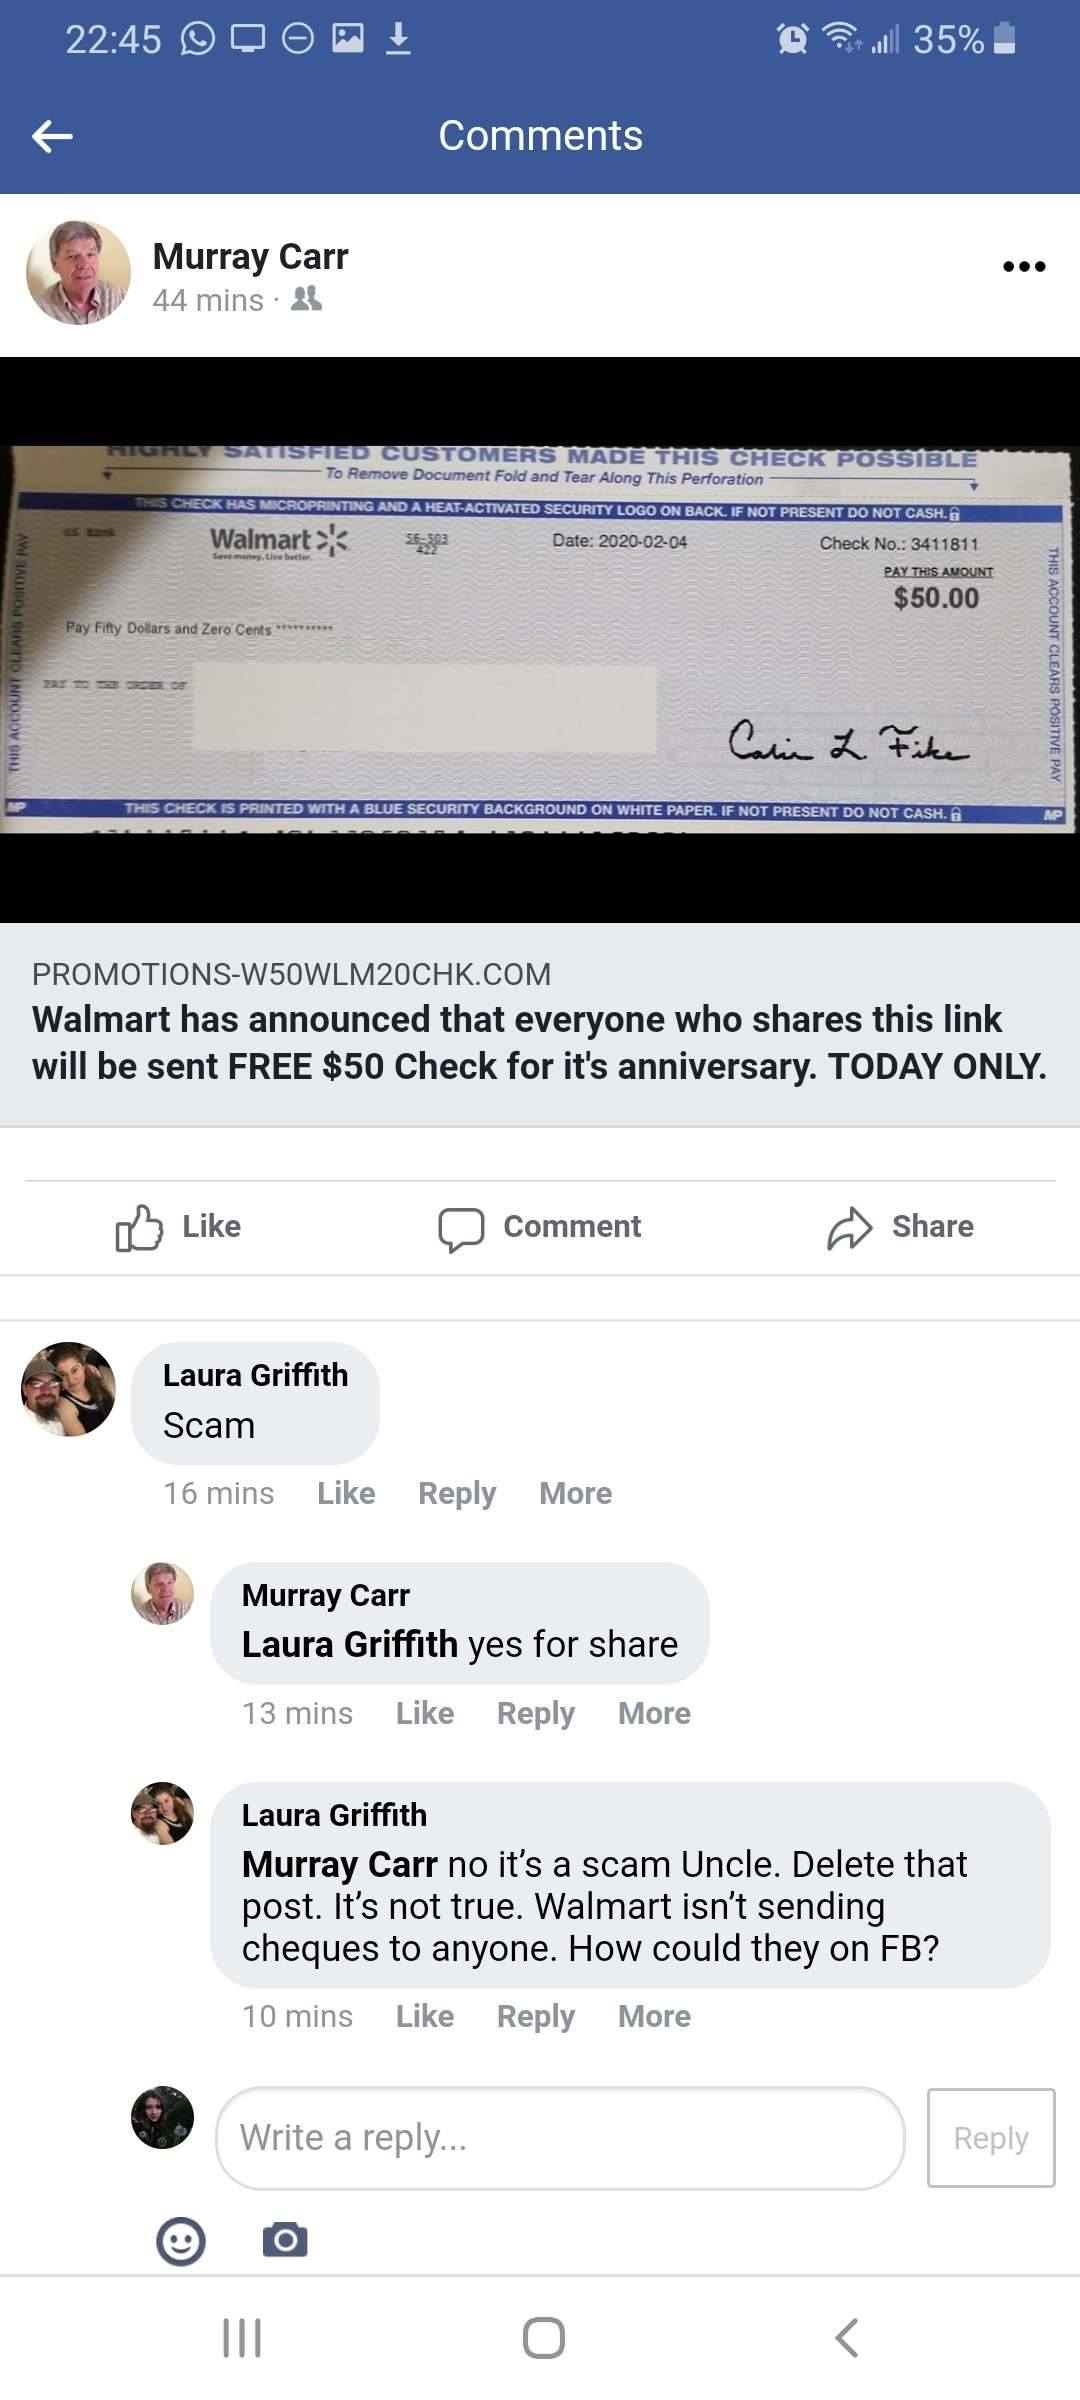 22:45
35%
Comments
Murray Carr
44 mins ·
HIGHLY SATISFIED CUSTOMERS MADE THIS CHECK POSSIBLE
To Remove Document Fold and Tear Along This Perforation
THIS CHECK HAS MICROPRINTING AND A HEAT-ACTIVATED SECURITY LOGO ON BACK. IF NOT PRESENT DO NOT CASH.
US Bank
Walmart
Save money. Live better.
56-503
422
Date: 2020-02-04
Check No.: 3411811
PAY THIS AMOUNT
$50.00
Pay Fifty Dollars and Zero Cents **********
PAY TO THE ORDER OF
THIS ACCOUNT CLEARS POSITIVE PAY
THIS ACCOUNT CLEARS POSITIVE PAY
MP
THIS CHECK IS PRINTED WITH A BLUE SECURITY BACKGROUND ON WHITE PAPER. IF NOT PRESENT DO NOT CASH.
MP
PROMOTIONS-W50WLM20CHK.COM
Walmart has announced that everyone who shares this link
will be sent FREE $50 Check for it's anniversary. TODAY ONLY.
Like Comment Share
Laura Griffith
Scam
16 mins Like Reply More
Murray Carr
Laura Griffith yes for share
13 mins Like Reply More
Laura Griffith
Murray Carr no it’s a scam Uncle. Delete that
post. It’s not true. Walmart isn’t sending
cheques to anyone. How could they on FB?
10 mins Like Reply More
Write a reply...
Reply